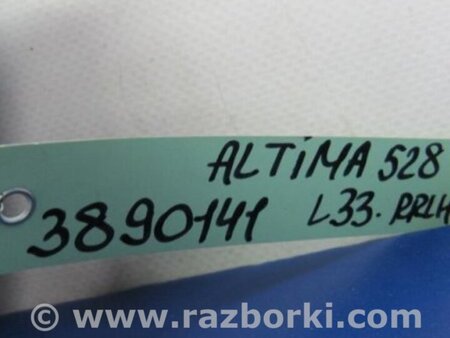 ALTiMA 528
3890141 L33. RRLH
© www.razborki.com